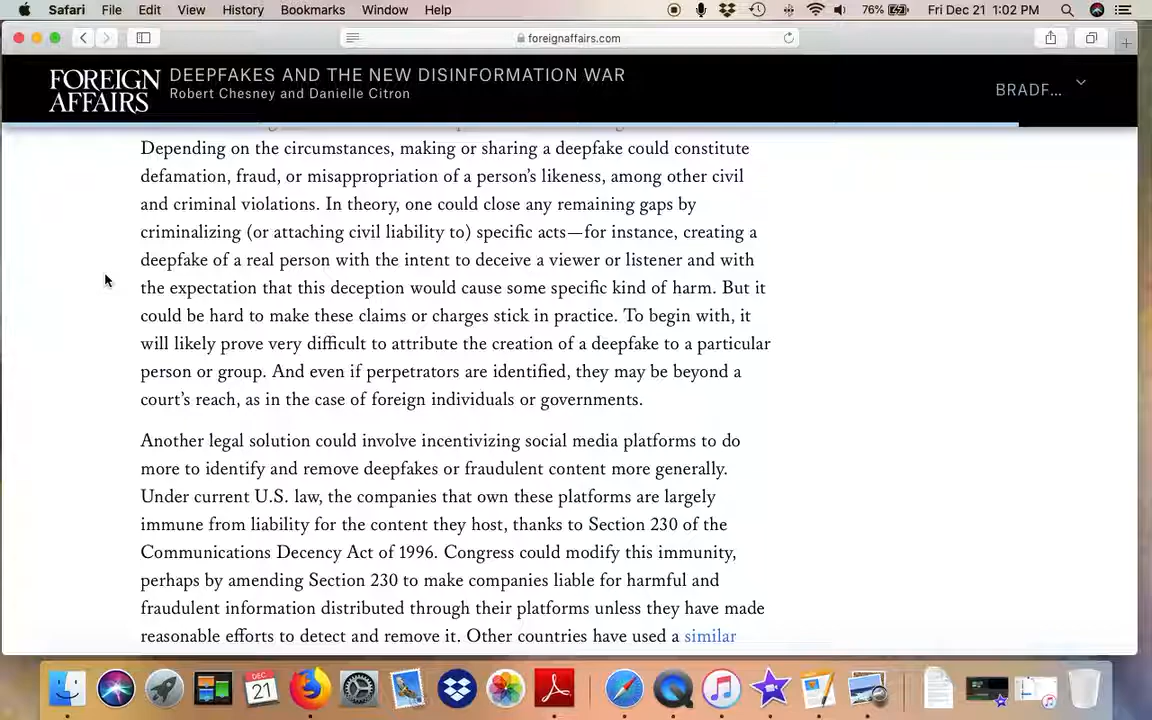 Safari File Edit View History Bookmarks Window Help 76% Fri Dec 21 1:02 PM
foreignaffairs.com
FOREIGN AFFAIRS
DEEPFAKES AND THE NEW DISINFORMATION WAR
Robert Chesney and Danielle Citron
BRADF...
Depending on the circumstances, making or sharing a deepfake could constitute
defamation, fraud, or misappropriation of a person’s likeness, among other civil
and criminal violations. In theory, one could close any remaining gaps by
criminalizing (or attaching civil liability to) specific acts—for instance, creating a
deepfake of a real person with the intent to deceive a viewer or listener and with
the expectation that this deception would cause some specific kind of harm. But it
could be hard to make these claims or charges stick in practice. To begin with, it
will likely prove very difficult to attribute the creation of a deepfake to a particular
person or group. And even if perpetrators are identified, they may be beyond a
court’s reach, as in the case of foreign individuals or governments.
Another legal solution could involve incentivizing social media platforms to do
more to identify and remove deepfakes or fraudulent content more generally.
Under current U.S. law, the companies that own these platforms are largely
immune from liability for the content they host, thanks to Section 230 of the
Communications Decency Act of 1996. Congress could modify this immunity,
perhaps by amending Section 230 to make companies liable for harmful and
fraudulent information distributed through their platforms unless they have made
reasonable efforts to detect and remove it. Other countries have used a similar
DEC
21